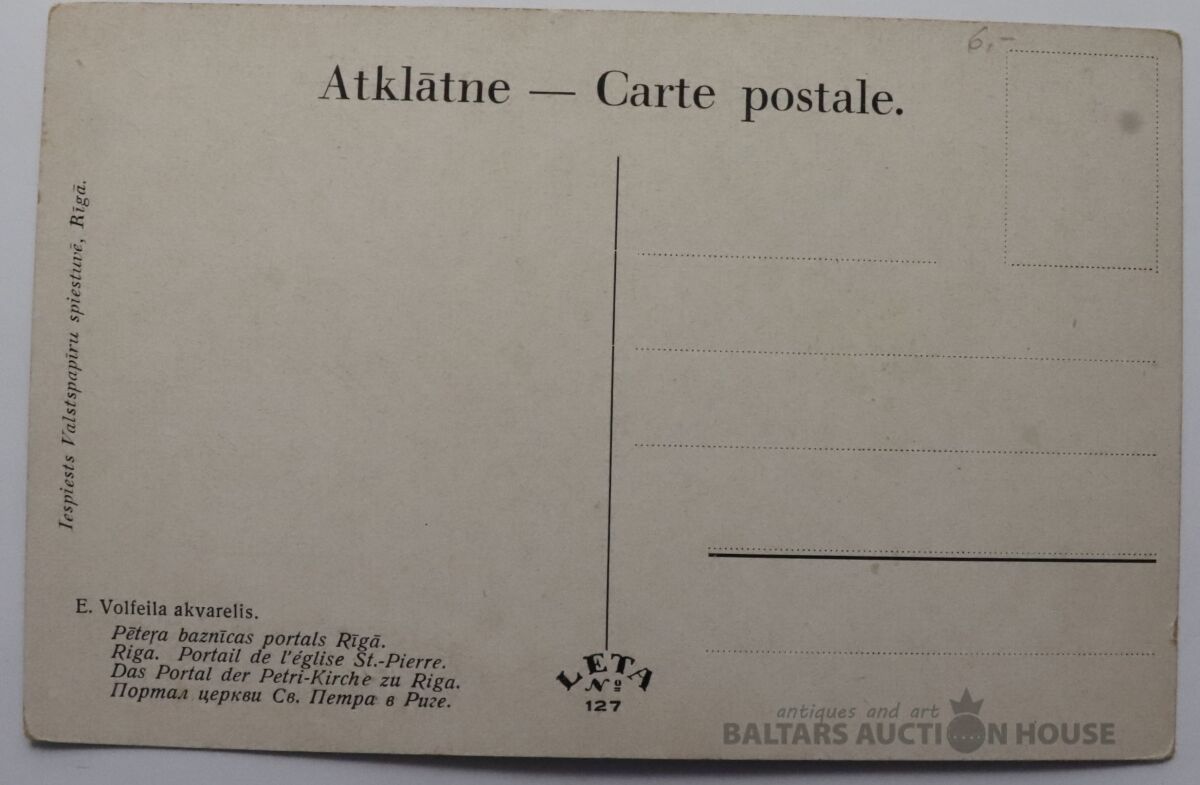 6.-
Atklātne — Carte postale.
Iespiests Valstspapīru spiestuvē, Rīgā.
E. Volfeila akvarelis.
Pēteŗa baznīcas portals Rīgā.
Riga. Portail de l'église St.-Pierre.
Das Portal der Petri-Kirche zu Riga.
Портал церкви Св. Петра в Риге.
LETA
№
127
antiques and art
BALTARS AUCTION HOUSE